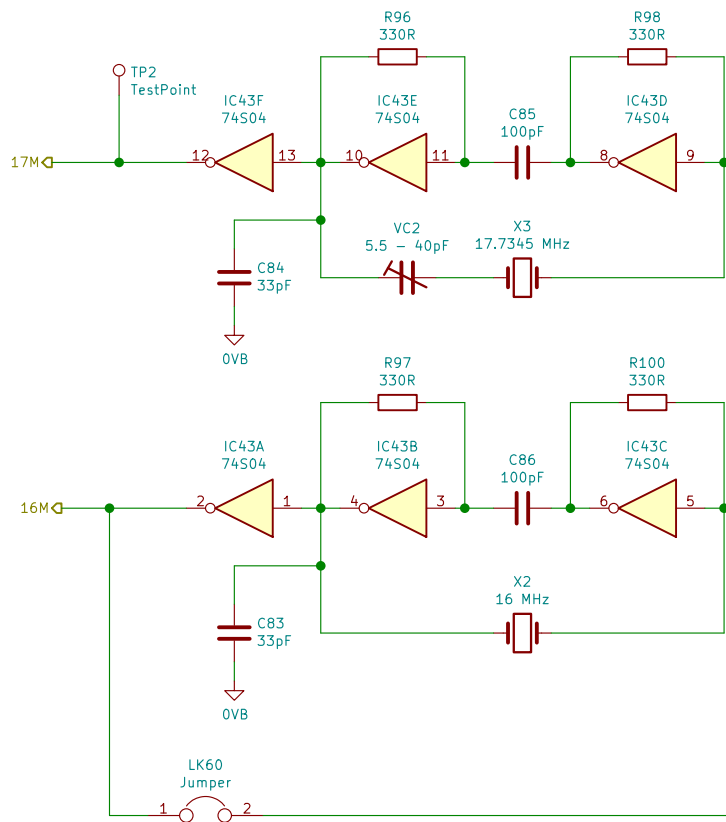 R96
330R
R98
330R
TP2
TestPoint
IC43F
74S04
IC43E
74S04
C85
100pF
IC43D
74S04
17M
12
13
10
11
8
9
VC2
5.5 – 40pF
X3
17.7345 MHz
C84
33pF
0VB
R97
330R
R100
330R
IC43A
74S04
IC43B
74S04
C86
100pF
IC43C
74S04
16M
2
1
4
3
6
5
X2
16 MHz
C83
33pF
0VB
LK60
Jumper
1
2